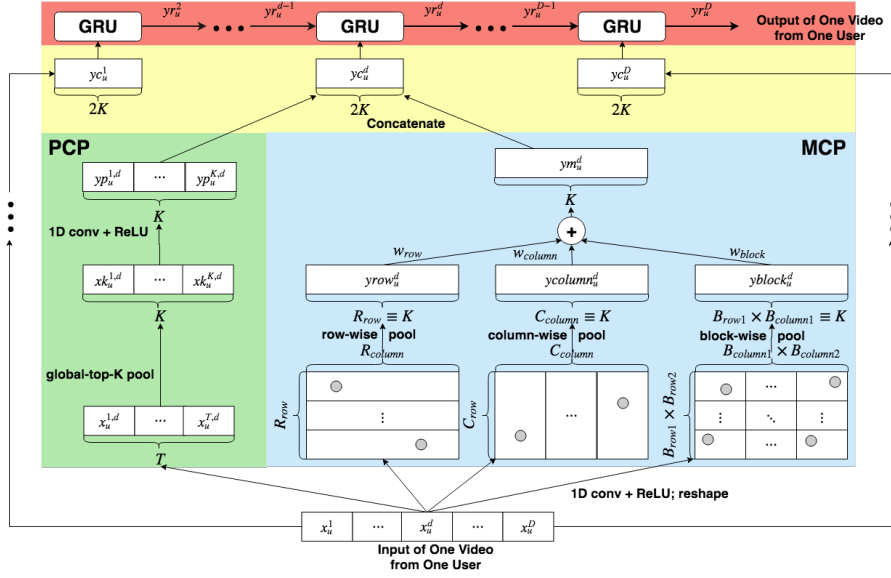 yr_u^2 yr_u^{d-1} yr_u^d yr_u^{D-1} yr_u^D
GRU ••• GRU ••• GRU Output of One Video
from One User
yc_u^1 yc_u^d yc_u^D
2K 2K 2K
Concatenate
PCP MCP
yp_u^{1,d} ... yp_u^{K,d} ym_u^d
K K
1D conv + ReLU +
w_row w_column w_block
xk_u^{1,d} ... xk_u^{K,d} yrow_u^d ycolumn_u^d yblock_u^d
K R_row ≡ K C_column ≡ K B_row1 × B_column1 ≡ K
row-wise pool column-wise pool block-wise pool
R_column C_column B_column1 × B_column2
global-top-K pool
R_row C_row B_row1 × B_row2
x_u^{1,d} ... x_u^{T,d}
T
1D conv + ReLU; reshape
x_u^1 ... x_u^d ... x_u^D
Input of One Video
from One User